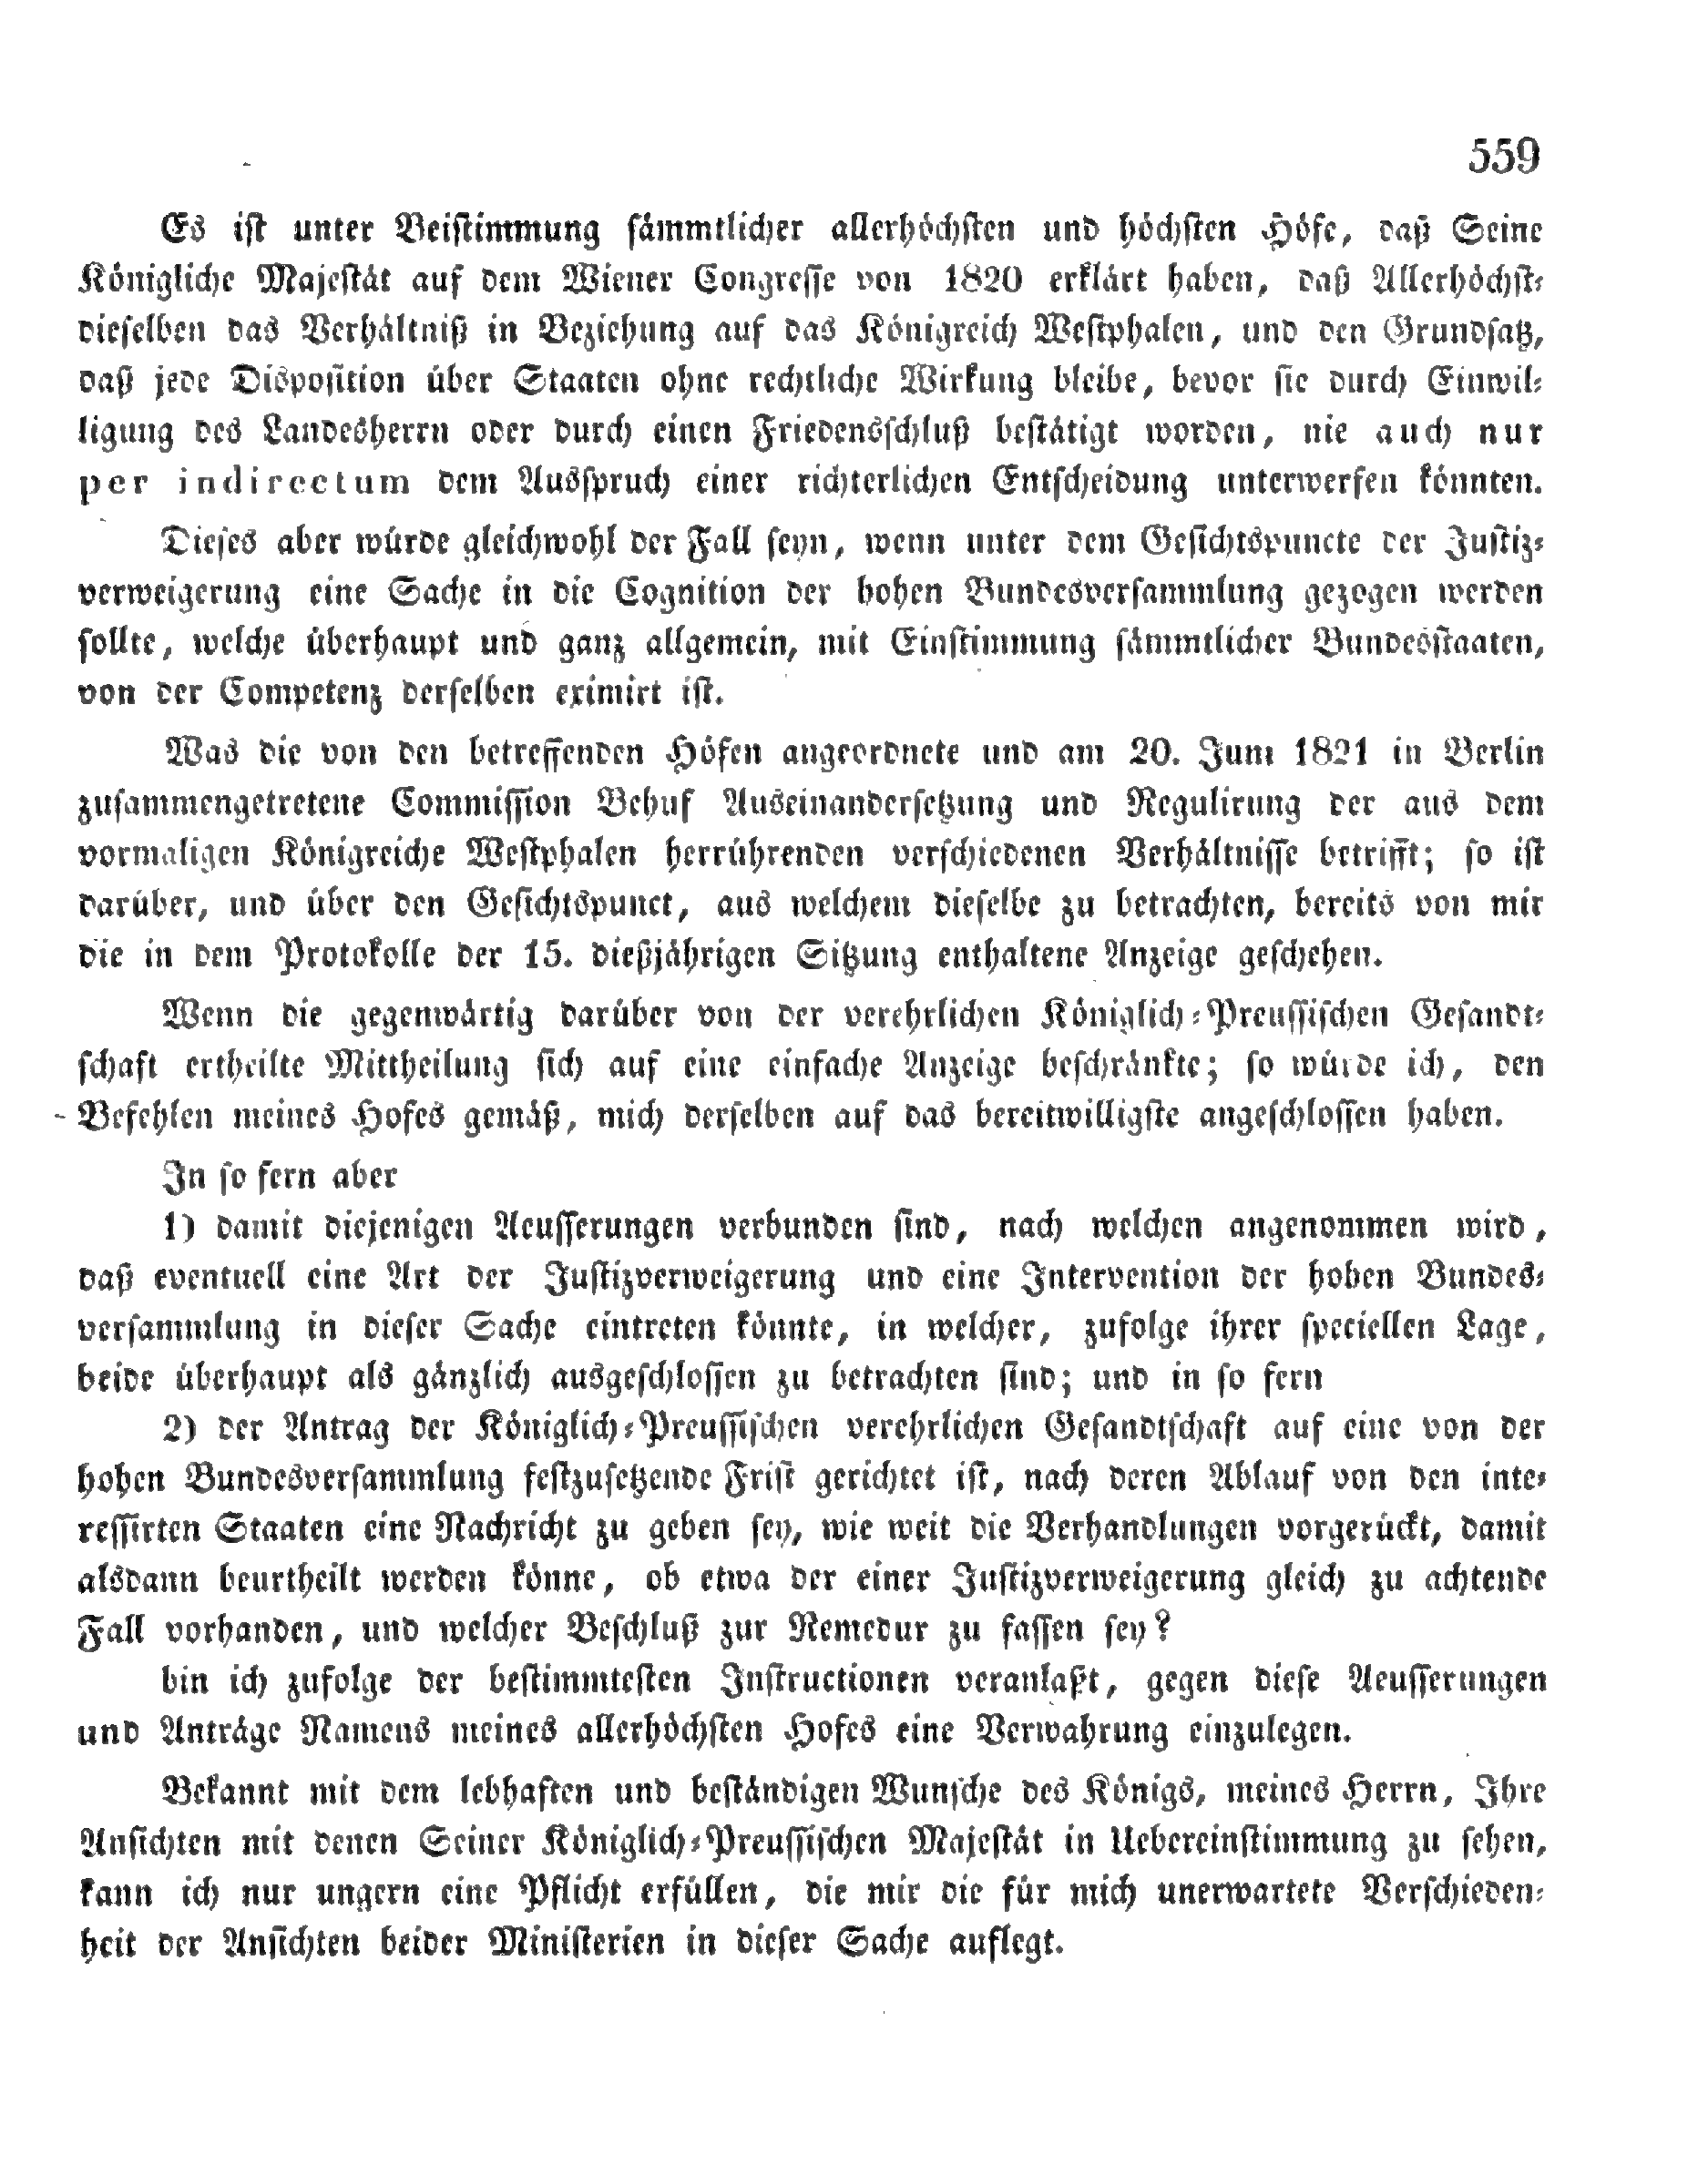 559
Es ist unter Beistimmung sämmtlicher allerhöchsten und höchsten Höfe, daß Seine
Königliche Majestät auf dem Wiener Congresse von 1820 erklärt haben, daß Allerhöchst-
dieselben das Verhältniß in Beziehung auf das Königreich Westphalen, und den Grundsatz,
daß jede Disposition über Staaten ohne rechtliche Wirkung bleibe, bevor sie durch Einwil-
ligung des Landesherrn oder durch einen Friedensschluß bestätigt worden, nie auch nur
per indirectum dem Ausspruch einer richterlichen Entscheidung unterwerfen könnten.
Dieses aber würde gleichwohl der Fall seyn, wenn unter dem Gesichtspuncte der Justiz-
verweigerung eine Sache in die Cognition der hohen Bundesversammlung gezogen werden
sollte, welche überhaupt und ganz allgemein, mit Einstimmung sämmtlicher Bundesstaaten,
von der Competenz derselben eximirt ist.
Was die von den betreffenden Höfen angeordnete und am 20. Juni 1821 in Berlin
zusammengetretene Commission Behuf Auseinandersetzung und Regulirung der aus dem
vormaligen Königreiche Westphalen herrührenden verschiedenen Verhältnisse betrifft; so ist
darüber, und über den Gesichtspunct, aus welchem dieselbe zu betrachten, bereits von mir
die in dem Protokolle der 15. dießjährigen Sitzung enthaltene Anzeige geschehen.
Wenn die gegenwärtig darüber von der verehrlichen Königlich-Preussischen Gesandt-
schaft ertheilte Mittheilung sich auf eine einfache Anzeige beschränkte; so würde ich, den
Befehlen meines Hofes gemäß, mich derselben auf das bereitwilligste angeschlossen haben.
In so fern aber
1) damit diejenigen Aeusserungen verbunden sind, nach welchen angenommen wird,
daß eventuell eine Art der Justizverweigerung und eine Intervention der hohen Bundes-
versammlung in dieser Sache eintreten könnte, in welcher, zufolge ihrer speciellen Lage,
beide überhaupt als gänzlich ausgeschlossen zu betrachten sind; und in so fern
2) der Antrag der Königlich-Preussischen verehrlichen Gesandtschaft auf eine von der
hohen Bundesversammlung festzusetzende Frist gerichtet ist, nach deren Ablauf von den inte-
ressirten Staaten eine Nachricht zu geben sey, wie weit die Verhandlungen vorgerückt, damit
alsdann beurtheilt werden könne, ob etwa der einer Justizverweigerung gleich zu achtende
Fall vorhanden, und welcher Beschluß zur Remedur zu fassen sey?
bin ich zufolge der bestimmtesten Instructionen veranlaßt, gegen diese Aeusserungen
und Anträge Namens meines allerhöchsten Hofes eine Verwahrung einzulegen.
Bekannt mit dem lebhaften und beständigen Wunsche des Königs, meines Herrn, Ihre
Ansichten mit denen Seiner Königlich-Preussischen Majestät in Uebereinstimmung zu sehen,
kann ich nur ungern eine Pflicht erfüllen, die mir die für mich unerwartete Verschieden-
heit der Ansichten beider Ministerien in dieser Sache auflegt.